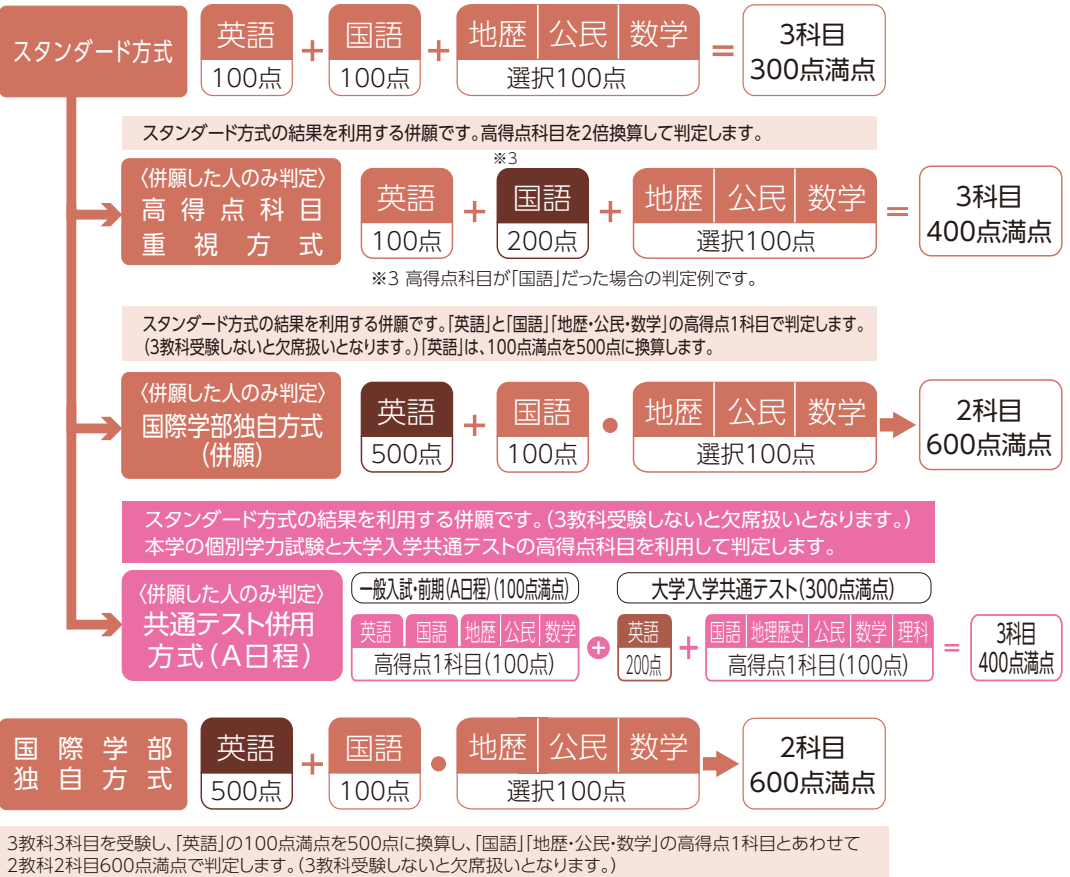 スタンダード方式
英語 + 国語 + 地歴 公民 数学 = 3科目
100点 100点 選択100点 300点満点
スタンダード方式の結果を利用する併願です。高得点科目を2倍換算して判定します。
※3
〈併願した人のみ判定〉
高得点科目
重視方式
英語 + 国語 + 地歴 公民 数学 = 3科目
100点 200点 選択100点 400点満点
※3 高得点科目が「国語」だった場合の判定例です。
スタンダード方式の結果を利用する併願です。「英語」と「国語」「地歴・公民・数学」の高得点1科目で判定します。
(3教科受験しないと欠席扱いとなります。)「英語」は、100点満点を500点に換算します。
〈併願した人のみ判定〉
国際学部独自方式
(併願)
英語 + 国語 ● 地歴 公民 数学 ➡ 2科目
500点 100点 選択100点 600点満点
スタンダード方式の結果を利用する併願です。(3教科受験しないと欠席扱いとなります。)
本学の個別学力試験と大学入学共通テストの高得点科目を利用して判定します。
〈併願した人のみ判定〉
共通テスト併用
方式(A日程)
一般入試・前期(A日程)(100点満点) 大学入学共通テスト(300点満点)
英語 国語 地歴 公民 数学 + 英語 + 国語 地理歴史 公民 数学 理科 = 3科目
高得点1科目(100点) 200点 高得点1科目(100点) 400点満点
国際学部
独自方式
英語 + 国語 ● 地歴 公民 数学 ➡ 2科目
500点 100点 選択100点 600点満点
3教科3科目を受験し、「英語」の100点満点を500点に換算し、「国語」「地歴・公民・数学」の高得点1科目とあわせて
2教科2科目600点満点で判定します。(3教科受験しないと欠席扱いとなります。)